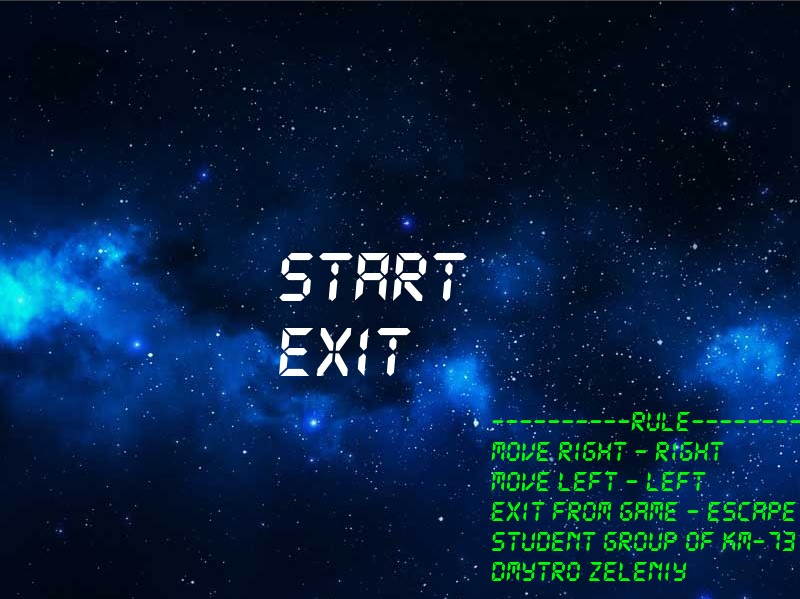 START
EXIT
----------RULE--------
MOVE RIGHT - RIGHT
MOVE LEFT - LEFT
EXIT FROM GAME - ESCAPE
STUDENT GROUP OF KM-73
DMYTRO ZELENIY